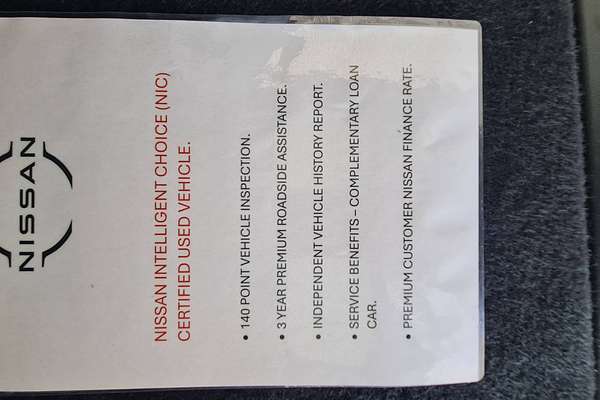 NISSAN
NISSAN INTELLIGENT CHOICE (NIC)
CERTIFIED USED VEHICLE.
• 140 POINT VEHICLE INSPECTION.
• 3 YEAR PREMIUM ROADSIDE ASSISTANCE.
• INDEPENDENT VEHICLE HISTORY REPORT.
• SERVICE BENEFITS – COMPLEMENTARY LOAN
CAR.
• PREMIUM CUSTOMER NISSAN FINANCE RATE.